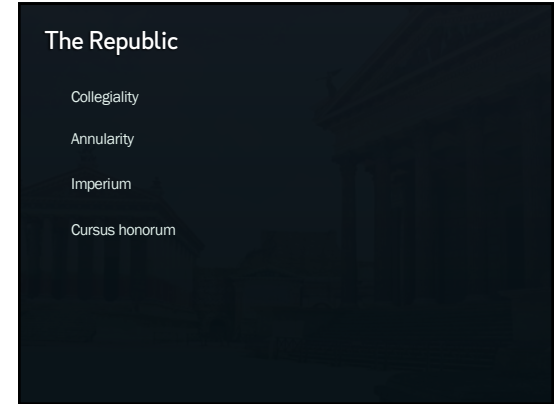 The Republic
Collegiality
Annularity
Imperium
Cursus honorum